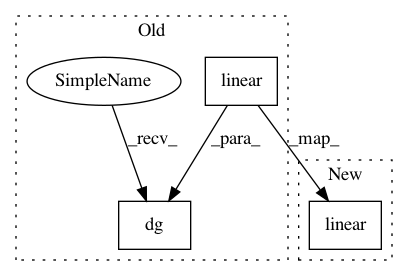 Old
SimpleName
linear
_recv_
_para_
_map_
New
dg
linear